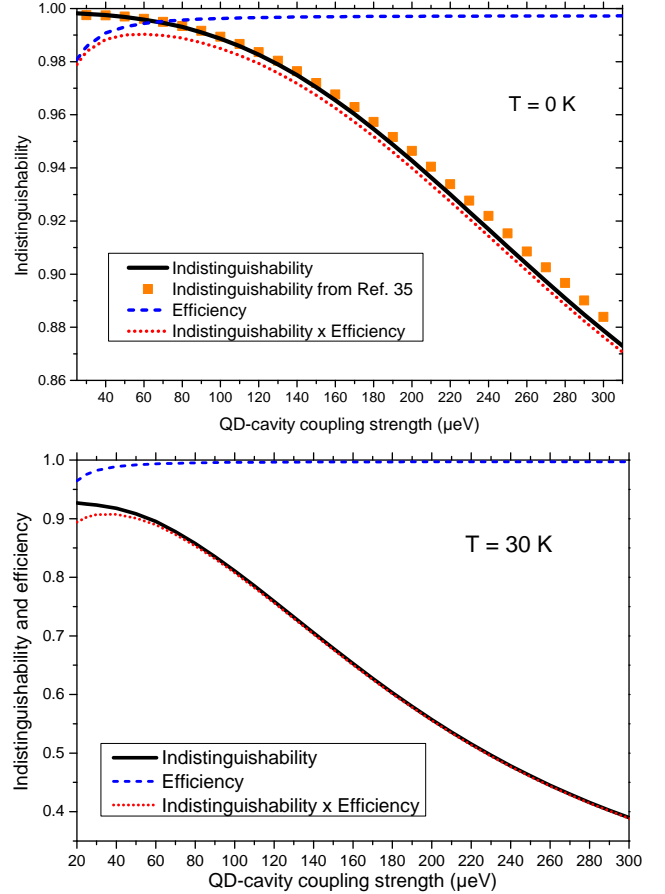 1.00
0.98
0.96
0.94
0.92
0.90
0.88
0.86
Indistinguishability
T = 0 K
Indistinguishability
Indistinguishability from Ref. 35
Efficiency
Indistinguishability x Efficiency
40 60 80 100 120 140 160 180 200 220 240 260 280 300
QD-cavity coupling strength (µeV)
1.0
0.9
0.8
0.7
0.6
0.5
0.4
Indistinguishability and efficiency
T = 30 K
Indistinguishability
Efficiency
Indistinguishability x Efficiency
20 40 60 80 100 120 140 160 180 200 220 240 260 280 300
QD-cavity coupling strength (µeV)